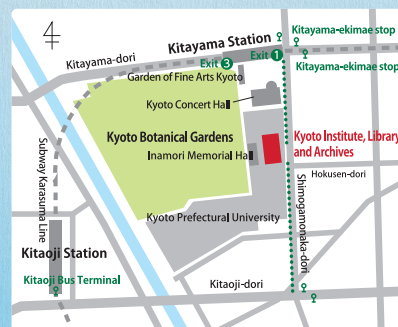 Kitayama Station
Kitayama-ekimae stop
Exit 3
Exit 1
Kitayama-dori
Kitayama-ekimae stop
Garden of Fine Arts Kyoto
Kyoto Concert Hall
Kyoto Botanical Gardens
Kyoto Institute, Library
and Archives
Inamori Memorial Hall
Hokusen-dori
Subway Karasuma Line
Shimogamonaka-dori
Kyoto Prefectural University
Kitaoji Station
Kitaoji Bus Terminal
Kitaoji-dori